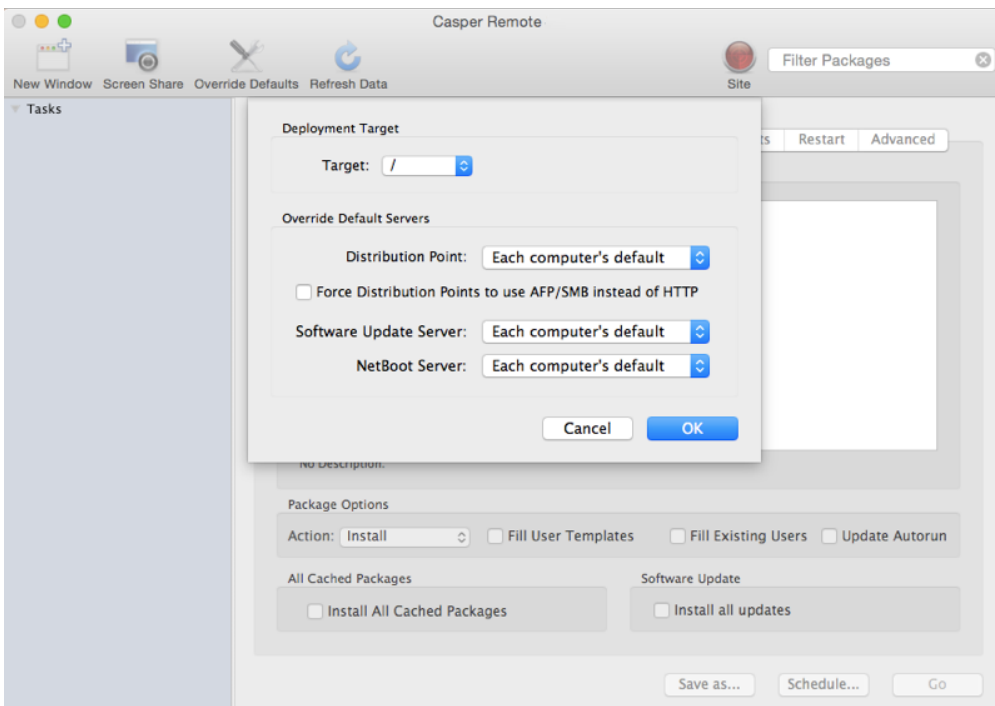 Casper Remote
New Window Screen Share Override Defaults Refresh Data Site Filter Packages
Tasks
Deployment Target
Restart Advanced
Target: /
Override Default Servers
Distribution Point: Each computer's default
Force Distribution Points to use AFP/SMB instead of HTTP
Software Update Server: Each computer's default
NetBoot Server: Each computer's default
Cancel OK
No Description.
Package Options
Action: Install Fill User Templates Fill Existing Users Update Autorun
All Cached Packages Software Update
Install All Cached Packages Install all updates
Save as... Schedule... Go